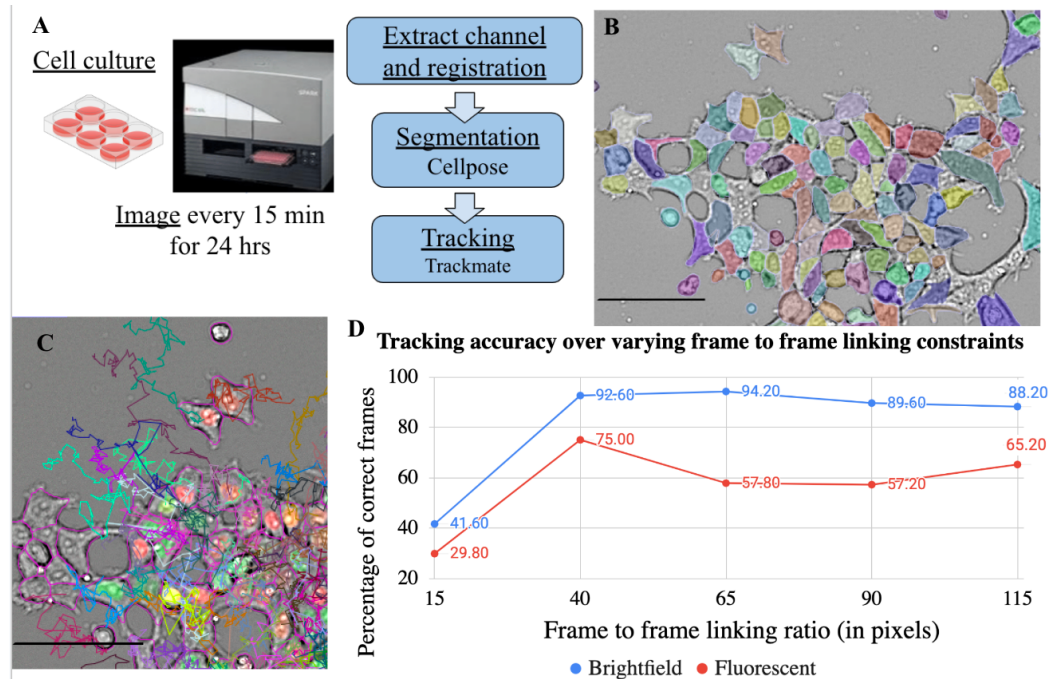 A
Cell culture
Image every 15 min
for 24 hrs
Extract channel
and registration
Segmentation
Cellpose
Tracking
Trackmate
B
C
D
Tracking accuracy over varying frame to frame linking constraints
Percentage of correct frames
100
80
60
40
20
41.60
92.60
94.20
89.60
88.20
29.80
75.00
57.80
57.20
65.20
15
40
65
90
115
Frame to frame linking ratio (in pixels)
Brightfield
Fluorescent